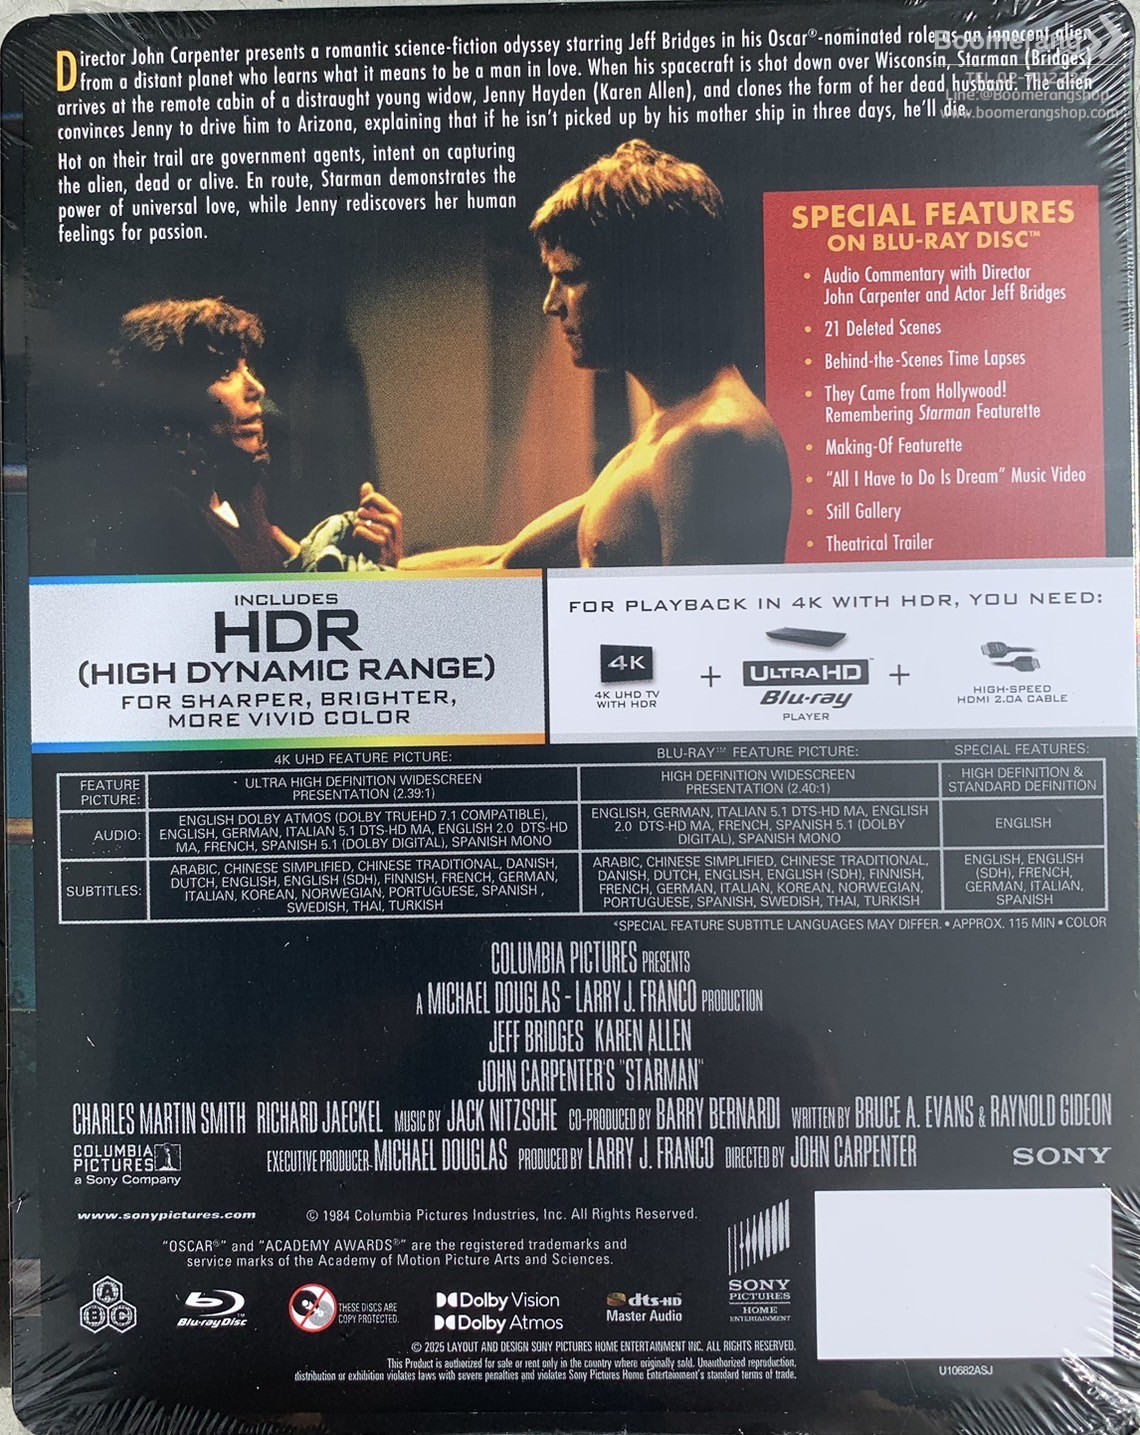 Director John Carpenter presents a romantic science-fiction odyssey starring Jeff Bridges in his Oscar®-nominated role as an innocent alien
from a distant planet who learns what it means to be a man in love. When his spacecraft is shot down over Wisconsin, Starman (Bridges)
arrives at the remote cabin of a distraught young widow, Jenny Hayden (Karen Allen), and clones the form of her dead husband. The alien
convinces Jenny to drive him to Arizona, explaining that if he isn't picked up by his mother ship in three days, he'll die.
Boomerang
Line:@Boomerangshop
www.boomerangshop.com
Hot on their trail are government agents, intent on capturing
the alien, dead or alive. En route, Starman demonstrates the
power of universal love, while Jenny rediscovers her human
feelings for passion.
SPECIAL FEATURES
ON BLU-RAY DISC™
• Audio Commentary with Director
John Carpenter and Actor Jeff Bridges
• 21 Deleted Scenes
• Behind-the-Scenes Time Lapses
• They Came from Hollywood!
Remembering Starman Featurette
• Making-Of Featurette
• "All I Have to Do Is Dream" Music Video
• Still Gallery
• Theatrical Trailer
INCLUDES
HDR
(HIGH DYNAMIC RANGE)
FOR SHARPER, BRIGHTER,
MORE VIVID COLOR
FOR PLAYBACK IN 4K WITH HDR, YOU NEED:
4K
4K UHD TV
WITH HDR
+
ULTRA HD™
Blu-ray
PLAYER
+
HIGH-SPEED
HDMI 2.0A CABLE
4K UHD FEATURE PICTURE:
BLU-RAY™ FEATURE PICTURE:
SPECIAL FEATURES:
FEATURE
PICTURE:
ULTRA HIGH DEFINITION WIDESCREEN
PRESENTATION (2.39:1)
HIGH DEFINITION WIDESCREEN
PRESENTATION (2.40:1)
HIGH DEFINITION &
STANDARD DEFINITION
AUDIO:
ENGLISH DOLBY ATMOS (DOLBY TRUEHD 7.1 COMPATIBLE),
ENGLISH, GERMAN, ITALIAN 5.1 DTS-HD MA, ENGLISH 2.0 DTS-HD
MA, FRENCH, SPANISH 5.1 (DOLBY DIGITAL), SPANISH MONO
ENGLISH, GERMAN, ITALIAN 5.1 DTS-HD MA, ENGLISH
2.0 DTS-HD MA, FRENCH, SPANISH 5.1 (DOLBY
DIGITAL), SPANISH MONO
ENGLISH
SUBTITLES:
ARABIC, CHINESE SIMPLIFIED, CHINESE TRADITIONAL, DANISH,
DUTCH, ENGLISH, ENGLISH (SDH), FINNISH, FRENCH, GERMAN,
ITALIAN, KOREAN, NORWEGIAN, PORTUGUESE, SPANISH ,
SWEDISH, THAI, TURKISH
ARABIC, CHINESE SIMPLIFIED, CHINESE TRADITIONAL,
DANISH, DUTCH, ENGLISH, ENGLISH (SDH), FINNISH,
FRENCH, GERMAN, ITALIAN, KOREAN, NORWEGIAN,
PORTUGUESE, SPANISH, SWEDISH, THAI, TURKISH
ENGLISH, ENGLISH
(SDH), FRENCH,
GERMAN, ITALIAN,
SPANISH
*SPECIAL FEATURE SUBTITLE LANGUAGES MAY DIFFER. • APPROX. 115 MIN • COLOR
COLUMBIA PICTURES PRESENTS
A MICHAEL DOUGLAS - LARRY J. FRANCO PRODUCTION
JEFF BRIDGES KAREN ALLEN
JOHN CARPENTER'S "STARMAN"
CHARLES MARTIN SMITH RICHARD JAECKEL MUSIC BY JACK NITZSCHE CO-PRODUCED BY BARRY BERNARDI WRITTEN BY BRUCE A. EVANS & RAYNOLD GIDEON
EXECUTIVE PRODUCER MICHAEL DOUGLAS PRODUCED BY LARRY J. FRANCO DIRECTED BY JOHN CARPENTER
COLUMBIA
PICTURES
a Sony Company
SONY
www.sonypictures.com
© 1984 Columbia Pictures Industries, Inc. All Rights Reserved.
"OSCAR®" and "ACADEMY AWARDS®" are the registered trademarks and
service marks of the Academy of Motion Picture Arts and Sciences.
SONY
PICTURES
HOME
ENTERTAINMENT
A
B C
Blu-ray Disc™
THESE DISCS ARE
COPY PROTECTED.
Dolby Vision
Dolby Atmos
dts-HD
Master Audio
© 2025 LAYOUT AND DESIGN SONY PICTURES HOME ENTERTAINMENT INC. ALL RIGHTS RESERVED.
This Product is authorized for sale or rent only in the country where originally sold. Unauthorized reproduction,
distribution or exhibition violates laws with severe penalties and violates Sony Pictures Home Entertainment's standard terms of trade.
U10682ASJ